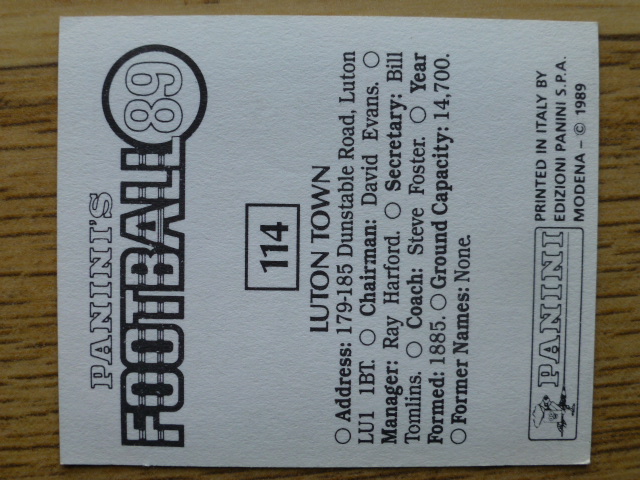 PANINI'S
FOOTBALL 89
114
LUTON TOWN
○ Address: 179-185 Dunstable Road, Luton
LU1 1BT. ○ Chairman: David Evans. ○
Manager: Ray Harford. ○ Secretary: Bill
Tomlins. ○ Coach: Steve Foster. ○ Year
Formed: 1885. ○ Ground Capacity: 14,700.
○ Former Names: None.
PANINI
PRINTED IN ITALY BY
EDIZIONI PANINI S.P.A.
MODENA - © 1989